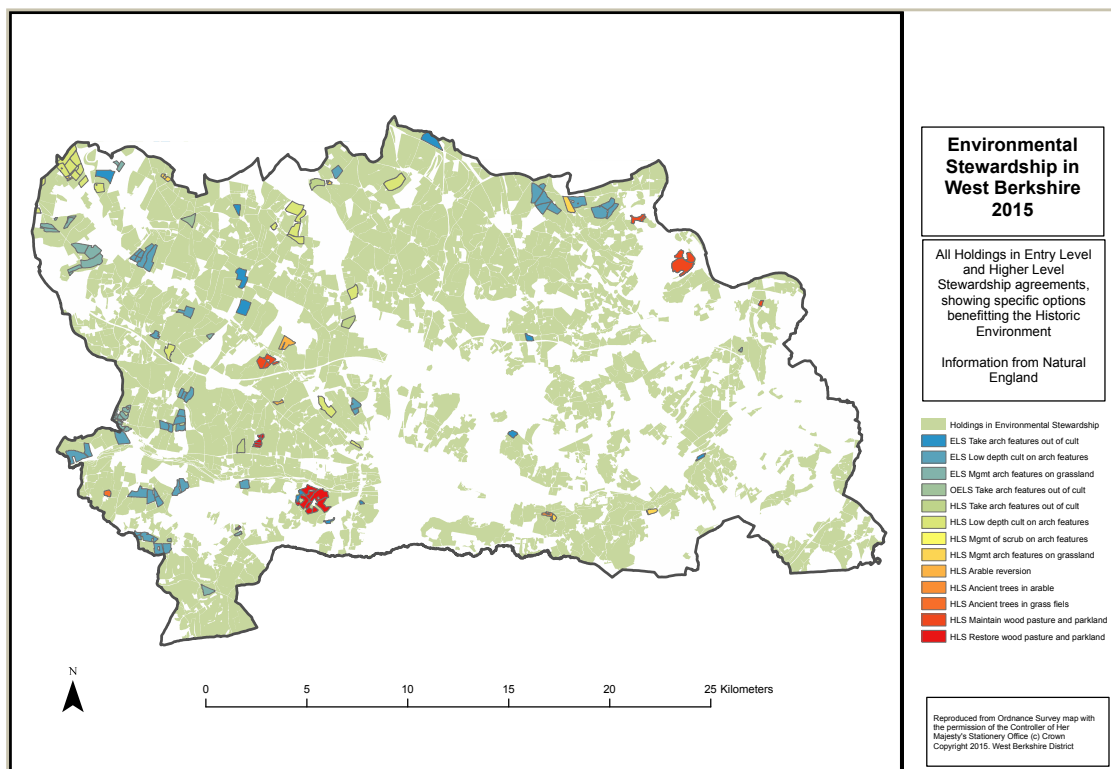 Environmental
Stewardship in
West Berkshire
2015
All Holdings in Entry Level
and Higher Level
Stewardship agreements,
showing specific options
benefitting the Historic
Environment
Information from Natural
England
Holdings in Environmental Stewardship
ELS Take arch features out of cult
ELS Low depth cult on arch features
ELS Mgmt arch features on grassland
OELS Take arch features out of cult
HLS Take arch features out of cult
HLS Low depth cult on arch features
HLS Mgmt of scrub on arch features
HLS Mgmt arch features on grassland
HLS Arable reversion
HLS Ancient trees in arable
HLS Ancient trees in grass fiels
HLS Maintain wood pasture and parkland
HLS Restore wood pasture and parkland
N
0 5 10 15 20 25 Kilometers
Reproduced from Ordnance Survey map with
the permission of the Controller of Her
Majesty's Stationery Office (c) Crown
Copyright 2015. West Berkshire District